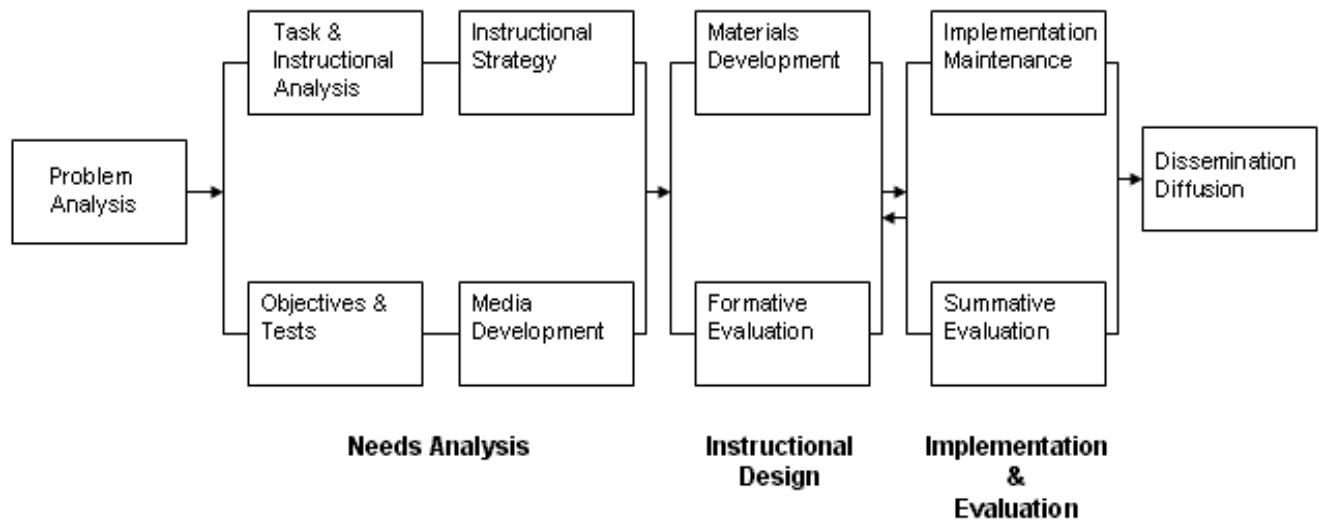 Task &
Instructional
Analysis
Instructional
Strategy
Materials
Development
Implementation
Maintenance
Problem
Analysis
Dissemination
Diffusion
Objectives &
Tests
Media
Development
Formative
Evaluation
Summative
Evaluation
Needs Analysis
Instructional
Design
Implementation
&
Evaluation